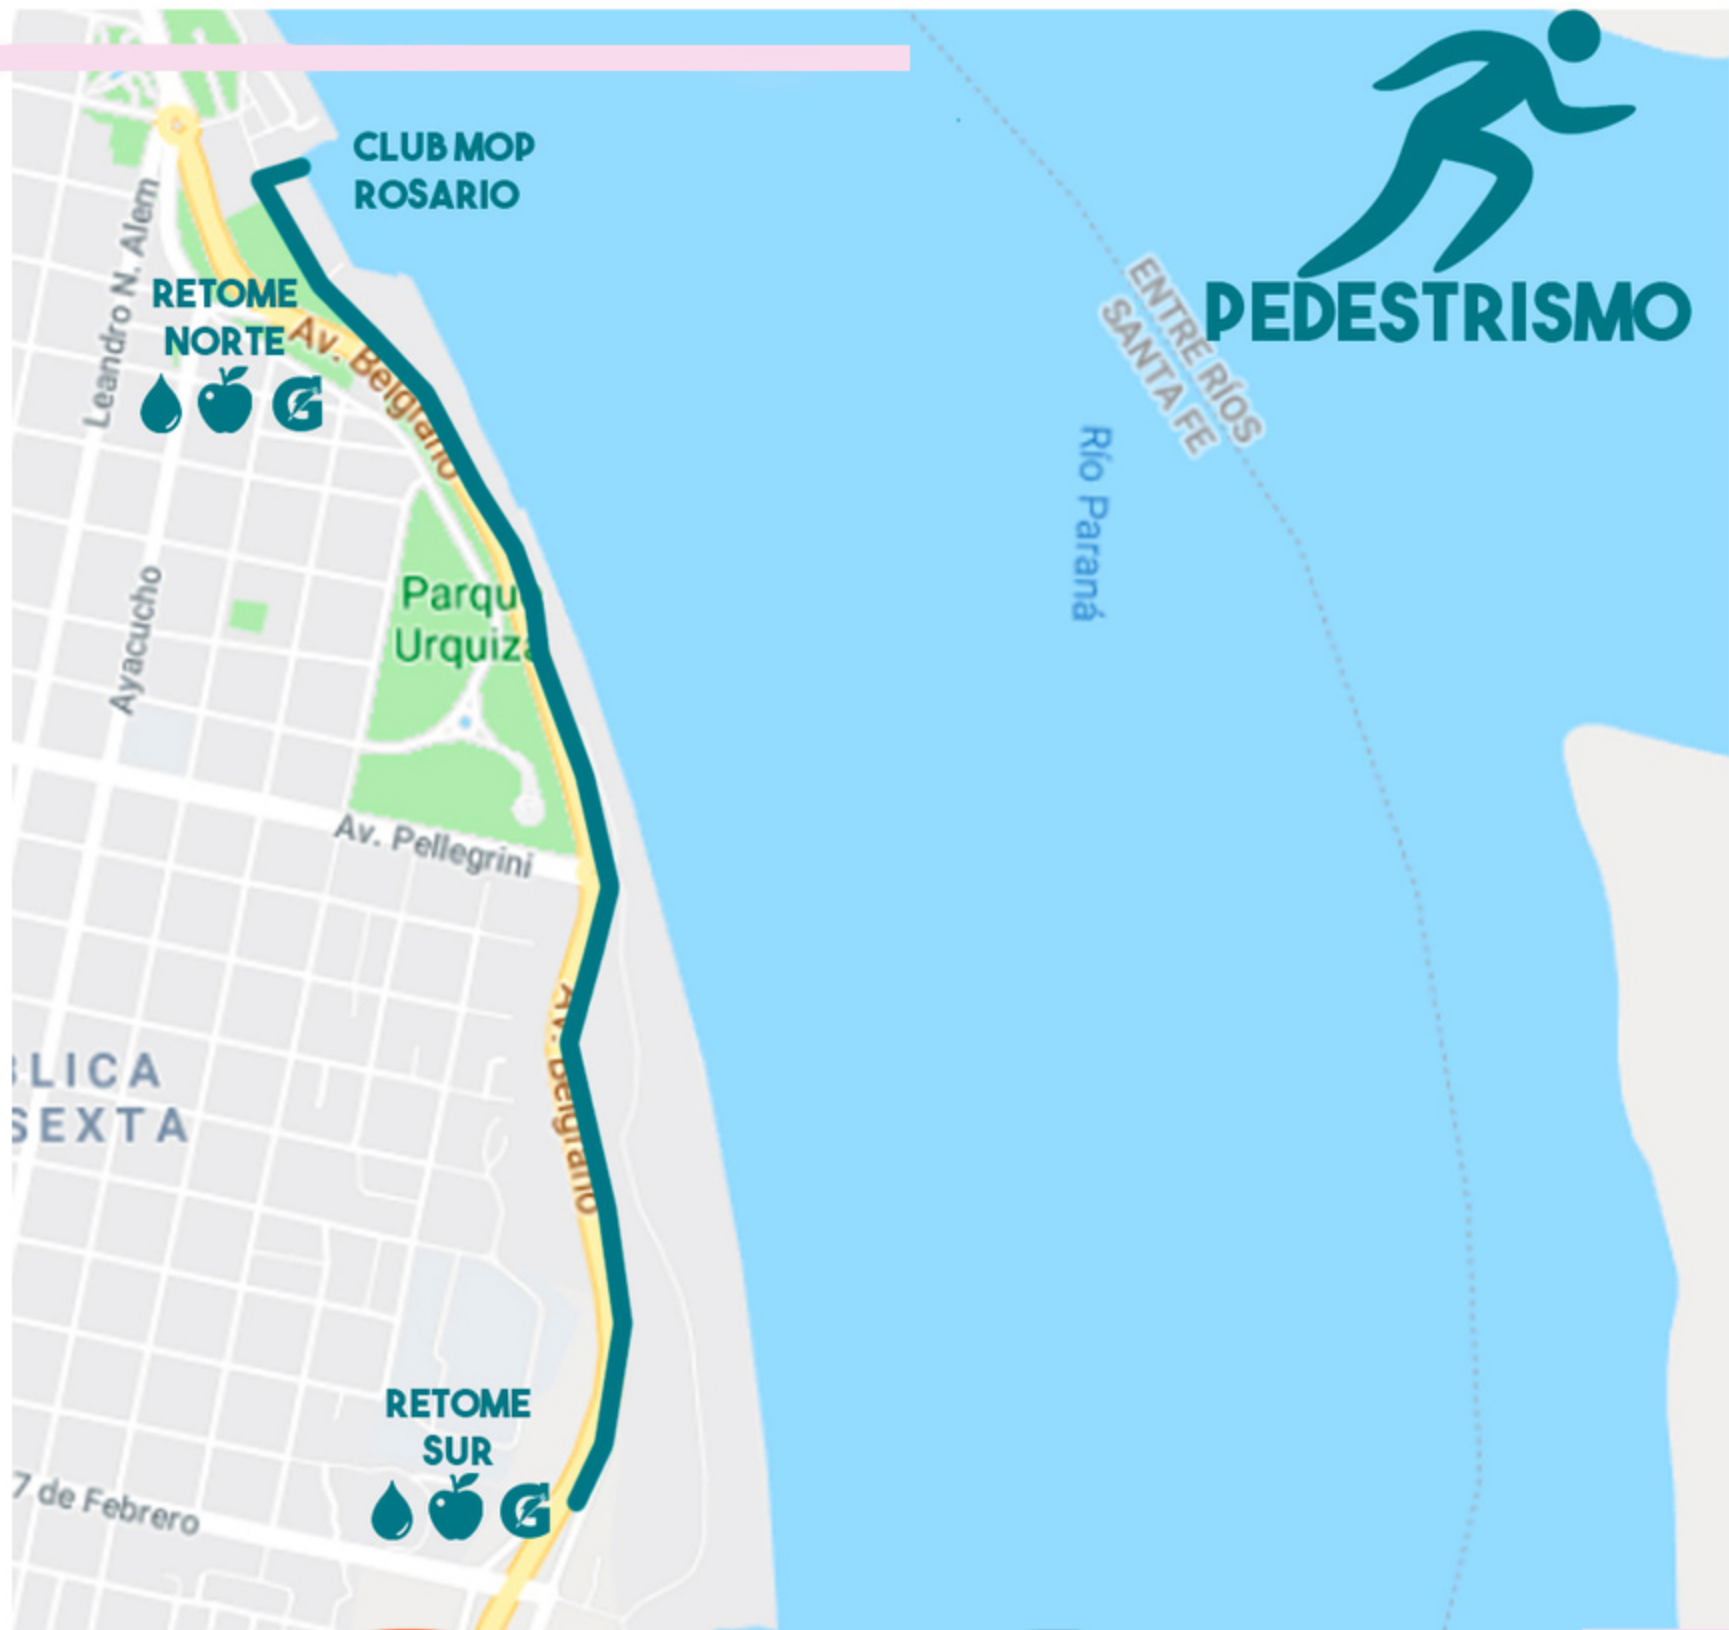 CLUB MOP
ROSARIO
PEDESTRISMO
Leandro N. Alem
RETOME
NORTE
Av. Belgrano
G
ENTRE RÍOS
SANTA FE
Río Paraná
Ayacucho
Parque
Urquiza
Av. Pellegrini
Av. Belgrano
BLICA
SEXTA
RETOME
SUR
G
7 de Febrero